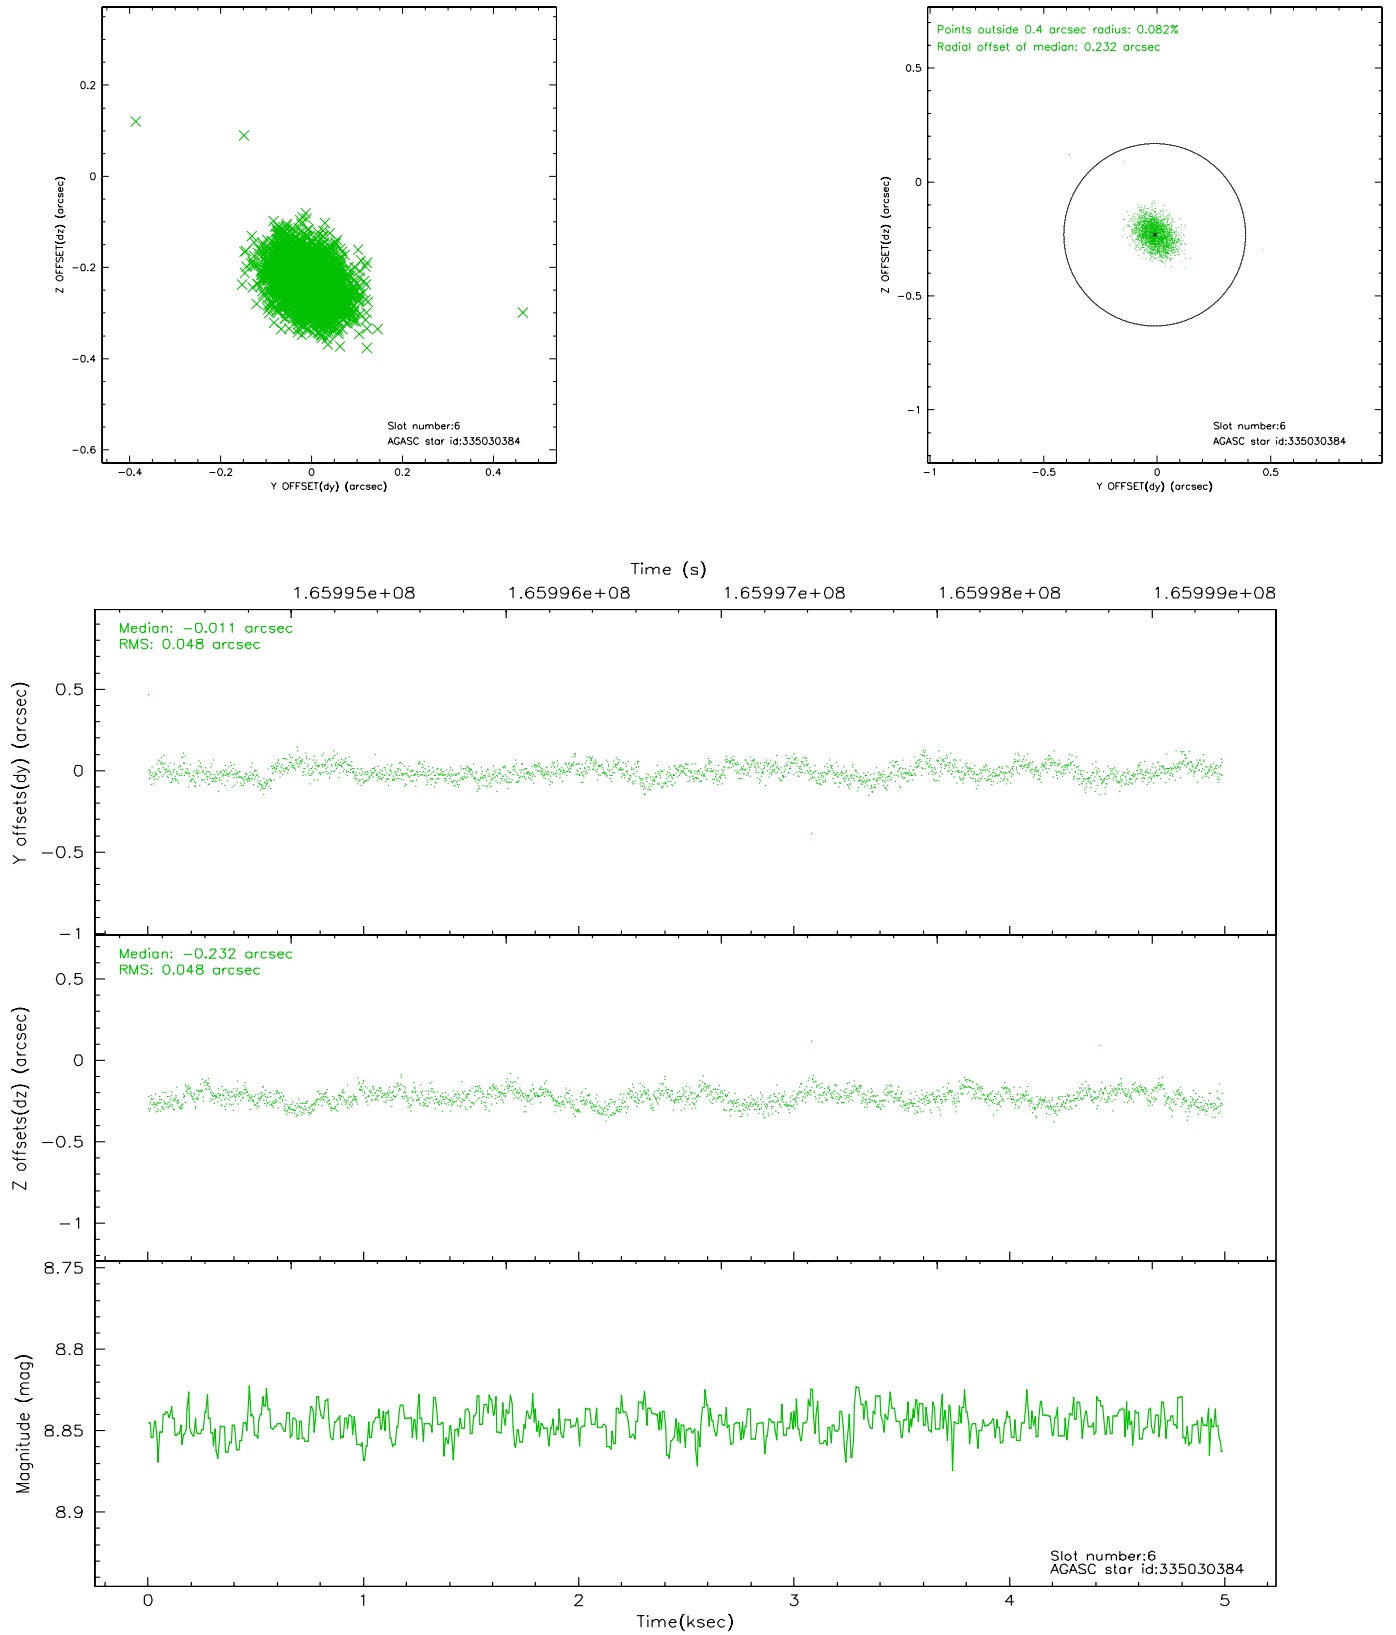 0.2
0
−0.2
−0.4
−0.6
Z OFFSET(dz) (arcsec)
Slot number:6
AGASC star id:335030384
−0.4 −0.2 0 0.2 0.4
Y OFFSET(dy) (arcsec)
Points outside 0.4 arcsec radius: 0.082%
Radial offset of median: 0.232 arcsec
0.5
0
−0.5
−1
Z OFFSET(dz) (arcsec)
Slot number:6
AGASC star id:335030384
−1 −0.5 0 0.5
Y OFFSET(dy) (arcsec)
Time (s)
1.65995e+08 1.65996e+08 1.65997e+08 1.65998e+08 1.65999e+08
Median: −0.011 arcsec
RMS: 0.048 arcsec
0.5
0
−0.5
−1
Y offsets(dy) (arcsec)
Median: −0.232 arcsec
RMS: 0.048 arcsec
0.5
0
−0.5
−1
Z offsets(dz) (arcsec)
8.75
8.8
8.85
8.9
Magnitude (mag)
Slot number:6
AGASC star id:335030384
0 1 2 3 4 5
Time(ksec)